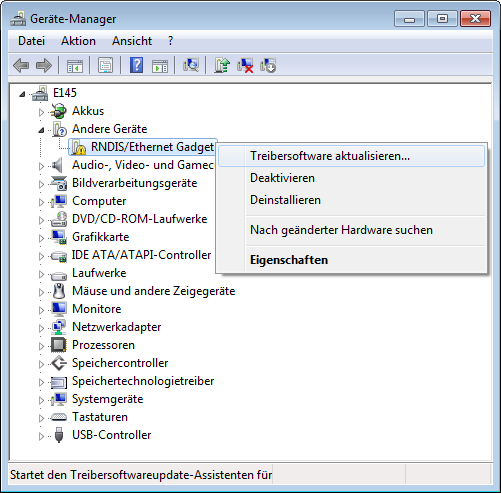 Geräte-Manager
Datei Aktion Ansicht ?
E145
Akkus
Andere Geräte
RNDIS/Ethernet Gadget
Audio-, Video- und Gamec
Bildverarbeitungsgeräte
Computer
DVD/CD-ROM-Laufwerke
Grafikkarte
IDE ATA/ATAPI-Controller
Laufwerke
Mäuse und andere Zeigegeräte
Monitore
Netzwerkadapter
Prozessoren
Speichercontroller
Speichertechnologietreiber
Systemgeräte
Tastaturen
USB-Controller
Treibersoftware aktualisieren...
Deaktivieren
Deinstallieren
Nach geänderter Hardware suchen
Eigenschaften
Startet den Treibersoftwareupdate-Assistenten für